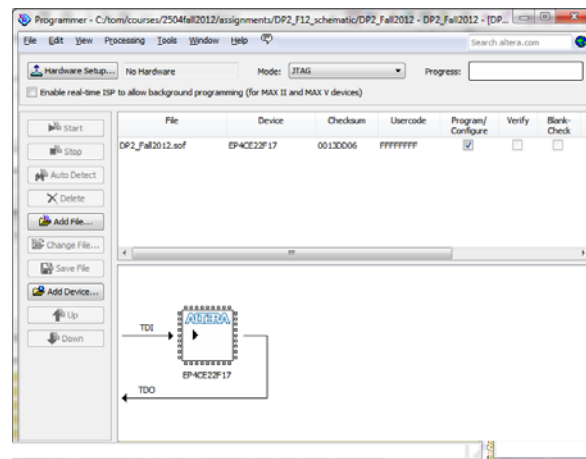 Programmer - C:/tom/courses/2504fall2012/assignments/DP2_F12_schematic/DP2_Fall2012 - DP2_Fall2012 - [DP...
File Edit View Processing Tools Window Help
Search altera.com
Hardware Setup... No Hardware Mode: JTAG Progress:
Enable real-time ISP to allow background programming (for MAX II and MAX V devices)
File Device Checksum Usercode Program/ Configure Verify Blank- Check
DP2_Fall2012.sof EP4CE22F17 0013DD06 FFFFFFFF
Start
Stop
Auto Detect
Delete
Add File...
Change File...
Save File
Add Device...
Up
Down
ALTERA
TDI
EP4CE22F17
TDO